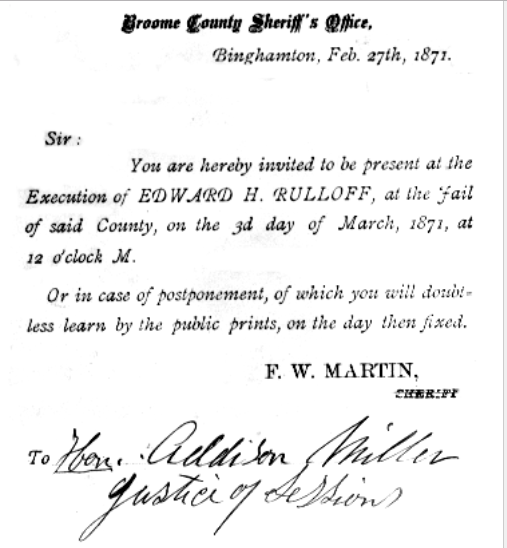 Broome County Sheriff's Office,
Binghamton, Feb. 27th, 1871.
Sir :
You are hereby invited to be present at the
Execution of EDWARD H. RULLOFF, at the Jail
of said County, on the 3d day of March, 1871, at
12 o'clock M.
Or in case of postponement, of which you will doubt-
less learn by the public prints, on the day then fixed.
F. W. MARTIN,
SHERIFF
To Hon. Addison Miller
Justice of Sessions